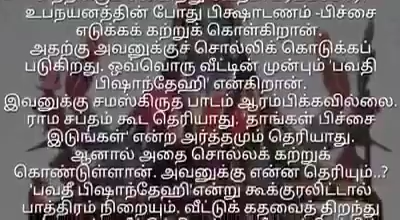 உபநயனத்தின் போது பிக்ஷாடணம் -பிச்சை
எடுக்கக் கற்றுக் கொள்கிறான்.
அதற்கு அவனுக்குச் சொல்லிக் கொடுக்கப்
படுகிறது. ஒவ்வொரு வீட்டின் முன்பும் 'பவதி
பிஷாந்தேஹி' என்கிறான்.
இவனுக்கு சமஸ்கிருத பாடம் ஆரம்பிக்கவில்லை.
ராம சப்தம் கூட தெரியாது. தாங்கள் பிச்சை
இடுங்கள்' என்ற அர்த்தமும் தெரியாது.
ஆனால் அதை சொல்லக் கற்றுக்
கொண்டுள்ளான். அவனுக்கு என்ன தெரியும்..?
'பவதீ பிஷாந்தேஹி'என்று கூக்குரலிட்டால்
பாத்திரம் நிறையும். வீட்டுக் கதவைத் திறந்து